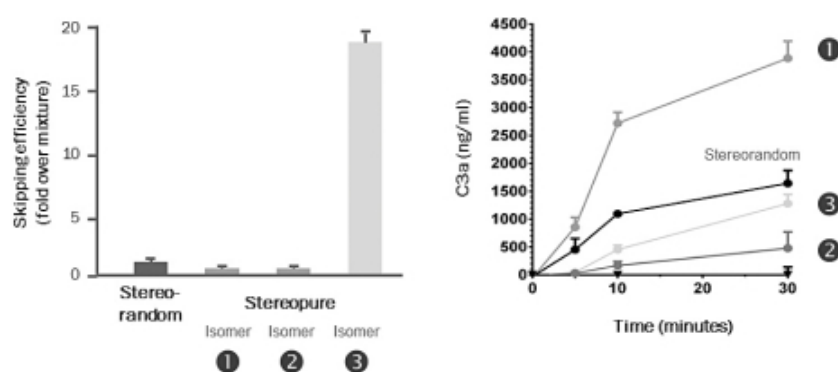 Skipping efficiency
(fold over mixture)
20
15
10
5
0
Stereo-
random
Stereopure
Isomer Isomer Isomer
1 2 3
C3a (ng/ml)
4500
4000
3500
3000
2500
2000
1500
1000
500
0
0 10 20 30
Time (minutes)
1
Stereorandom
3
2